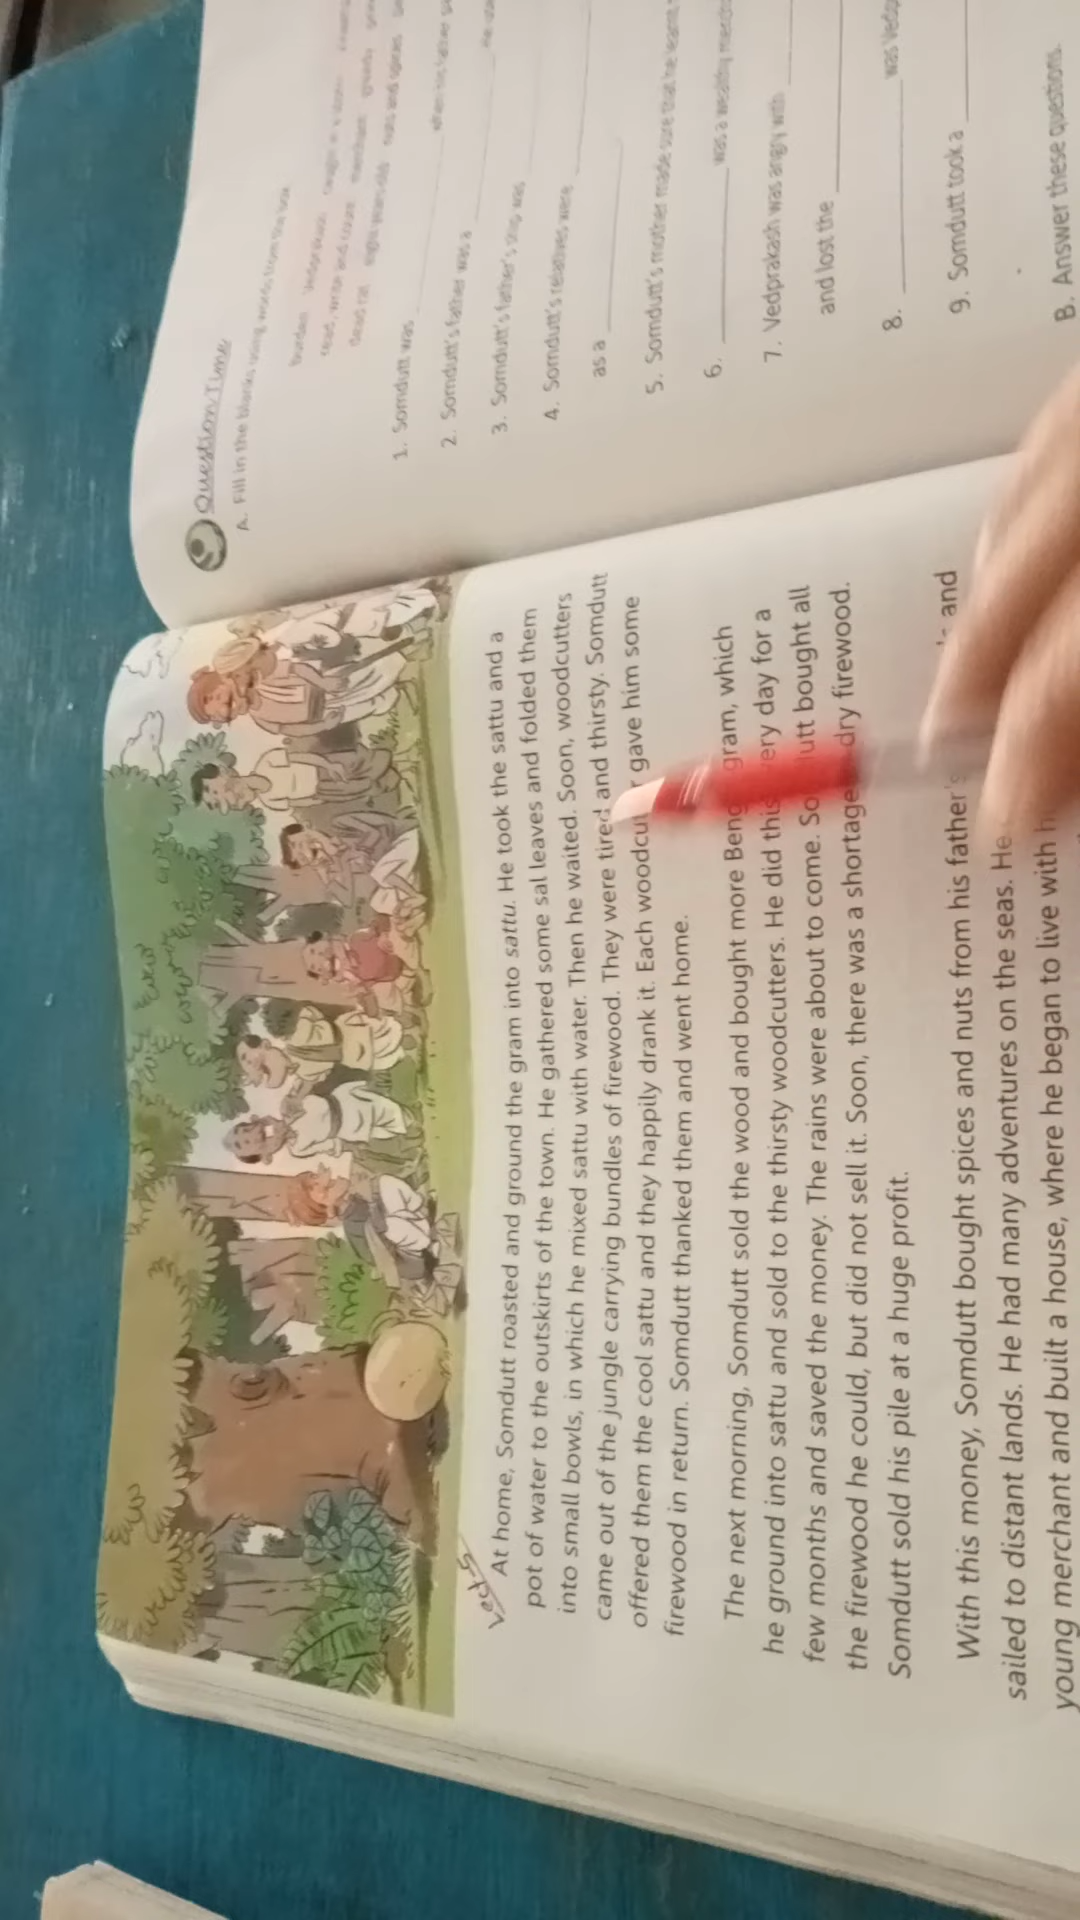 Ved-5
At home, Somdutt roasted and ground the gram into sattu. He took the sattu and a
pot of water to the outskirts of the town. He gathered some sal leaves and folded them
into small bowls, in which he mixed sattu with water. Then he waited. Soon, woodcutters
came out of the jungle carrying bundles of firewood. They were tired and thirsty. Somdutt
offered them the cool sattu and they happily drank it. Each gave him some
firewood in return. Somdutt thanked them and went home.
The next morning, Somdutt sold the wood and bought more gram, which
he ground into sattu and sold to the thirsty woodcutters. He did day for a
few months and saved the money. The rains were about to come. bought all
the firewood he could, but did not sell it. Soon, there was a shortage dry firewood.
Somdutt sold his pile at a huge profit.
With this money, Somdutt bought spices and nuts from his and
sailed to distant lands. He had many adventures on the seas. He
young merchant and built a house, where he began to live with
Question Time
A. Fill in the blanks using words from the box.
burden Vedprakash
read, write and count merchant
dead rat
1. Somdutt was
2. Somdutt's father was a
3. Somdutt's father's ship was
4. Somdutt's relatives were
as a
5. Somdutt's mother made sure that he learnt
6. was a wealthy
7. Vedprakash was angry with
and lost the
8. was
9. Somdutt took a
B. Answer these questions.